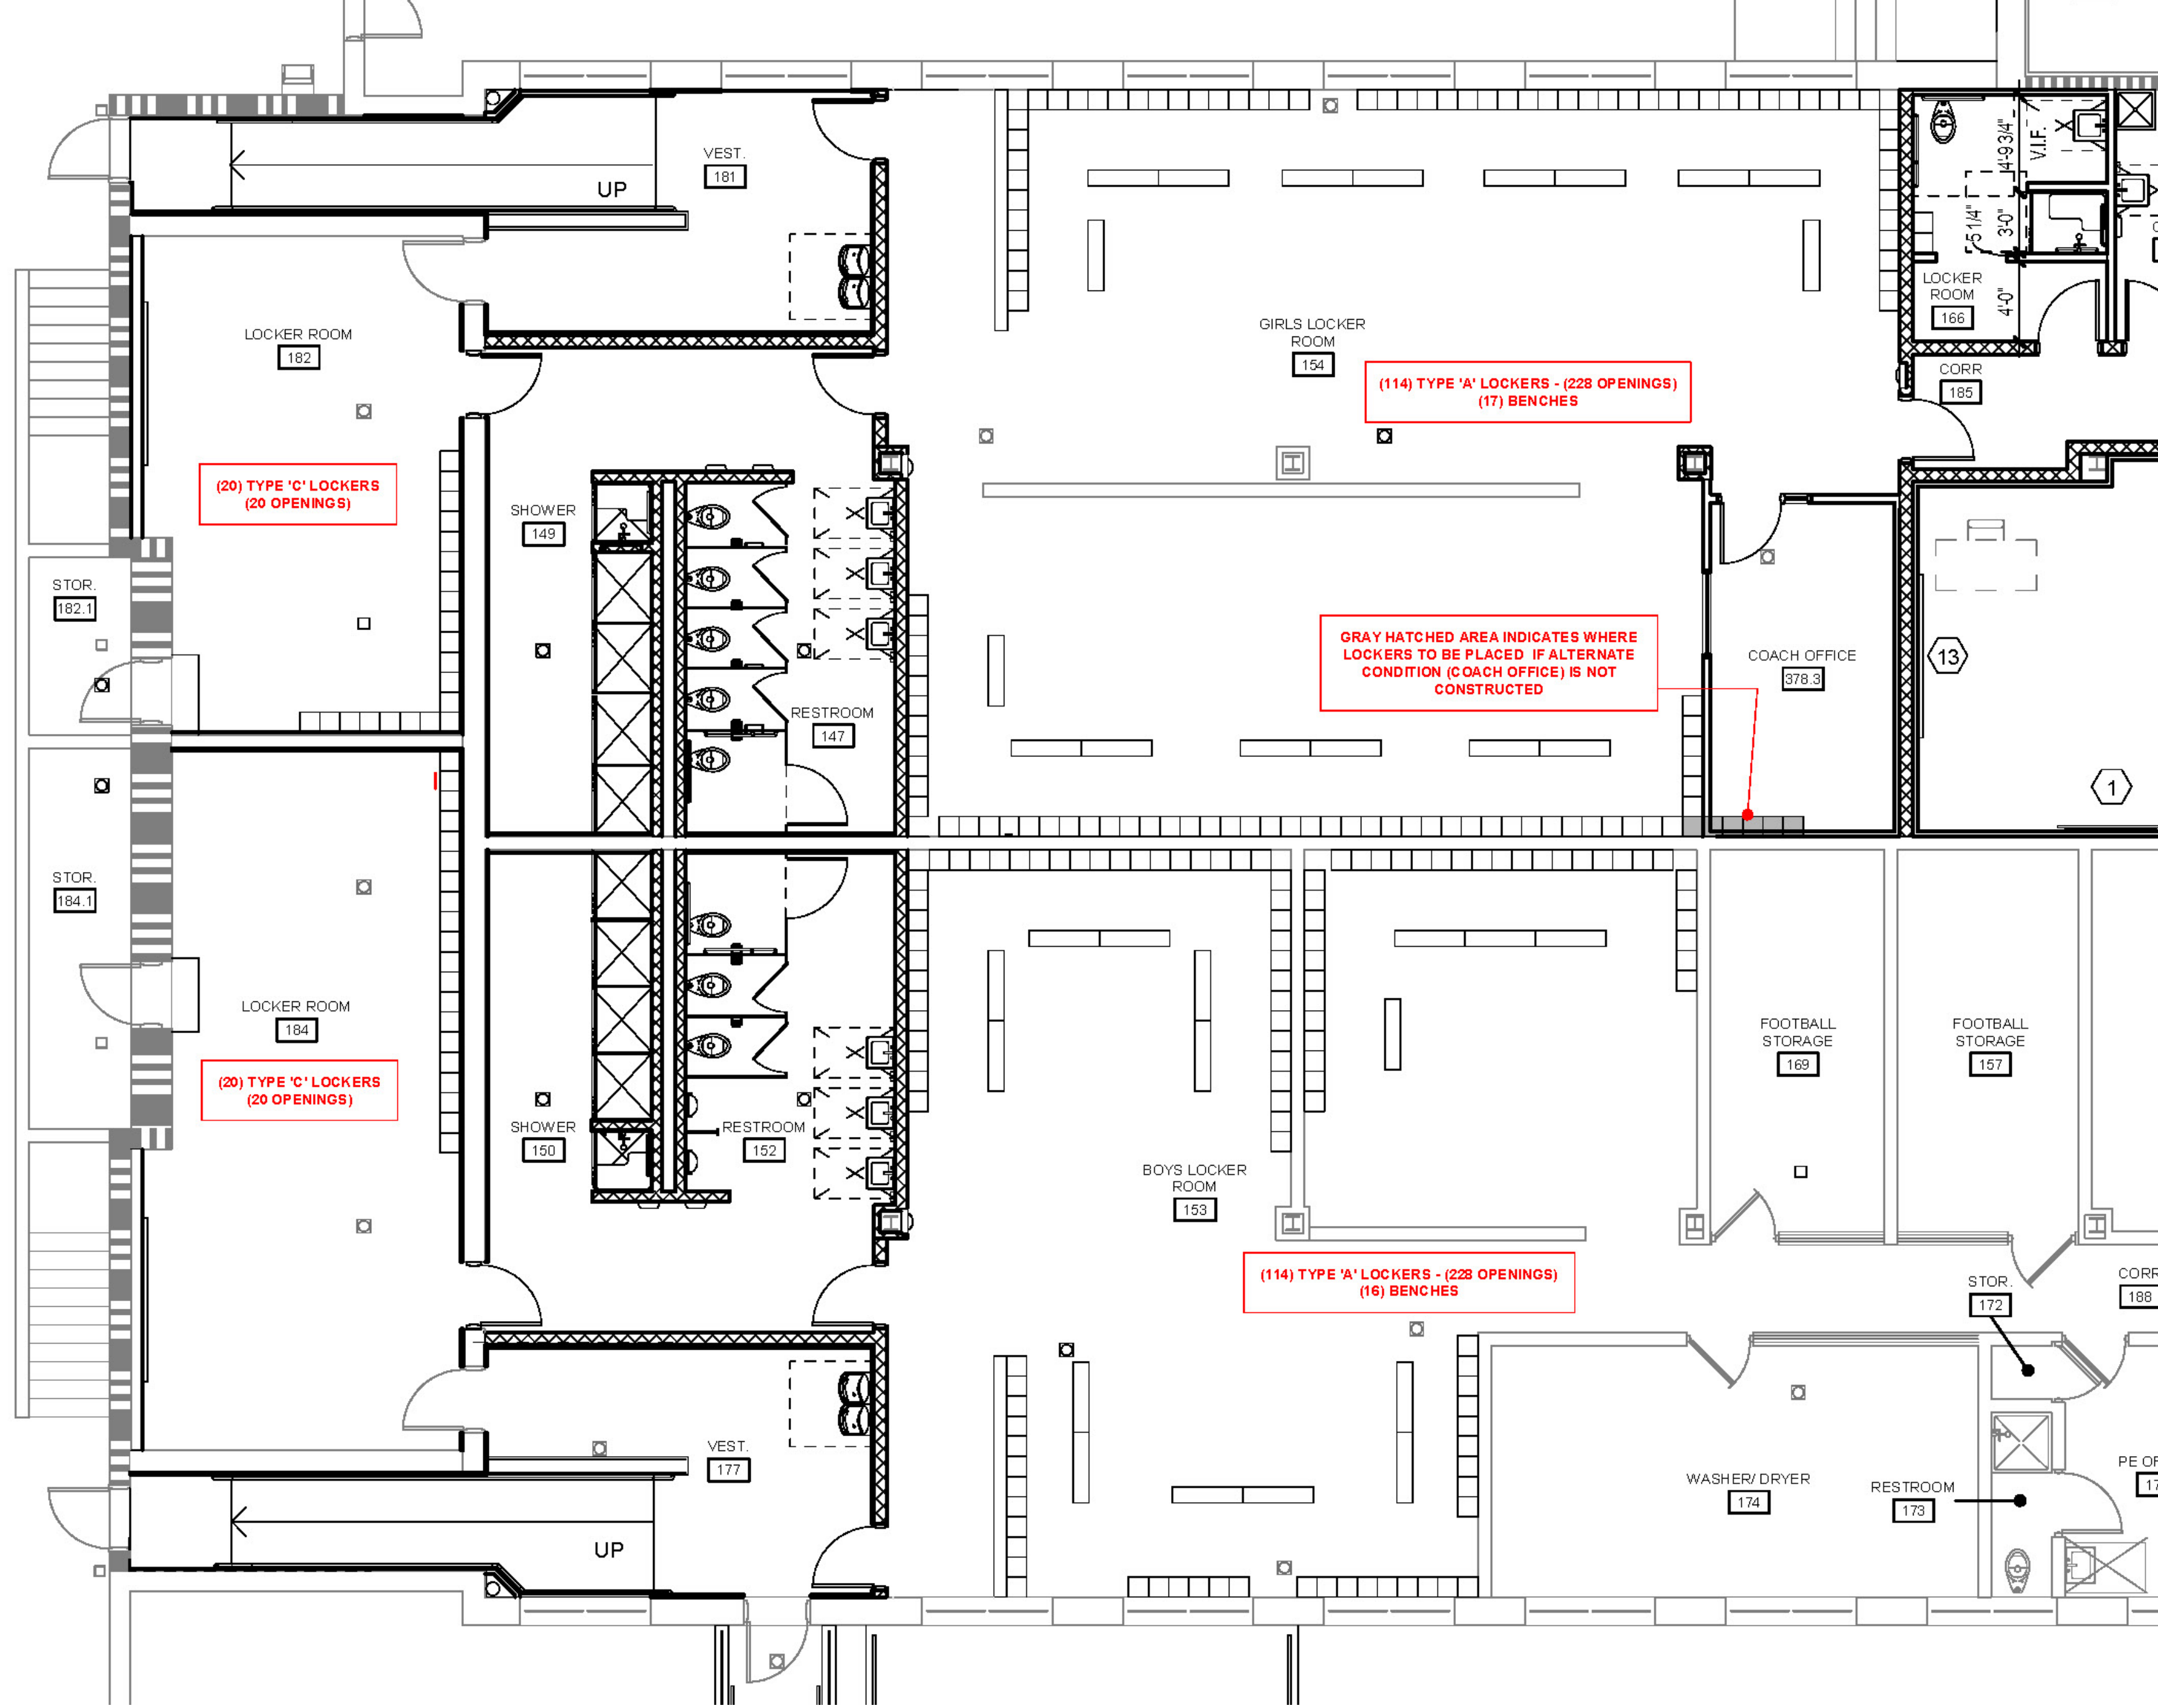 VEST.
181
UP
4'-9 3/4"
V.I.F.
5 1/4"
3'-0"
4'-0"
LOCKER
ROOM
166
LOCKER ROOM
182
GIRLS LOCKER
ROOM
154
(114) TYPE 'A' LOCKERS - (228 OPENINGS)
(17) BENCHES
CORR
185
(20) TYPE 'C' LOCKERS
(20 OPENINGS)
SHOWER
149
STOR.
182.1
GRAY HATCHED AREA INDICATES WHERE
LOCKERS TO BE PLACED IF ALTERNATE
CONDITION (COACH OFFICE) IS NOT
CONSTRUCTED
COACH OFFICE
378.3
13
RESTROOM
147
1
STOR.
184.1
LOCKER ROOM
184
FOOTBALL
STORAGE
169
FOOTBALL
STORAGE
157
(20) TYPE 'C' LOCKERS
(20 OPENINGS)
SHOWER
150
RESTROOM
152
BOYS LOCKER
ROOM
153
(114) TYPE 'A' LOCKERS - (228 OPENINGS)
(16) BENCHES
STOR.
172
CORR
188
VEST.
177
WASHER/ DRYER
174
RESTROOM
173
PE OF
17
UP